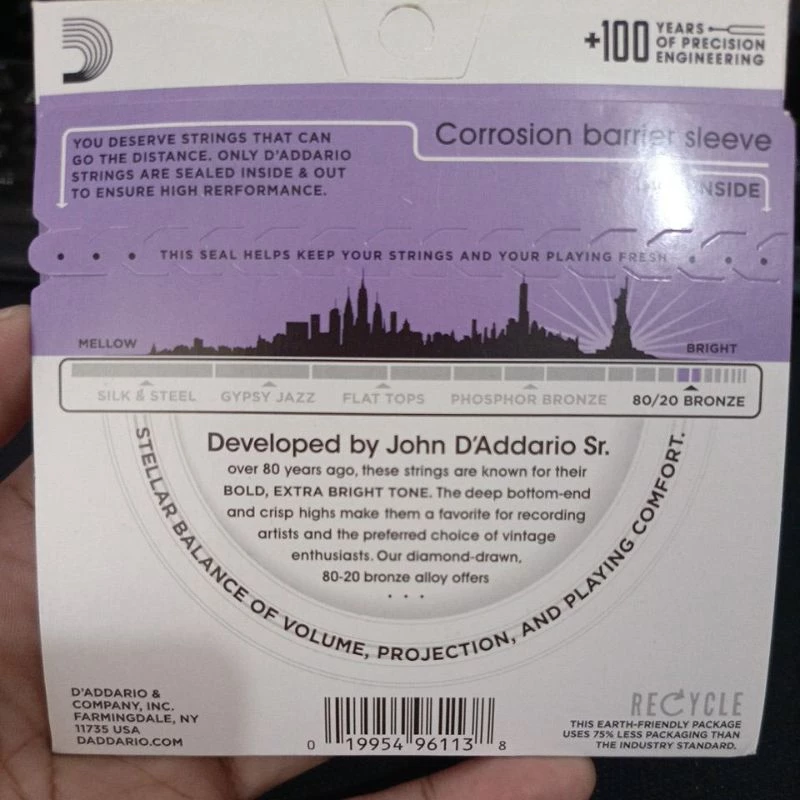 +100 YEARS
OF PRECISION
ENGINEERING
YOU DESERVE STRINGS THAT CAN
GO THE DISTANCE. ONLY D'ADDARIO
STRINGS ARE SEALED INSIDE & OUT
TO ENSURE HIGH RERFORMANCE.
Corrosion barrier sleeve
INSIDE
THIS SEAL HELPS KEEP YOUR STRINGS AND YOUR PLAYING FRESH
MELLOW
BRIGHT
SILK & STEEL GYPSY JAZZ FLAT TOPS PHOSPHOR BRONZE 80/20 BRONZE
Developed by John D'Addario Sr.
over 80 years ago, these strings are known for their
BOLD, EXTRA BRIGHT TONE. The deep bottom-end
and crisp highs make them a favorite for recording
artists and the preferred choice of vintage
enthusiasts. Our diamond-drawn,
80-20 bronze alloy offers
. . .
STELLAR BALANCE OF VOLUME, PROJECTION, AND PLAYING COMFORT.
D'ADDARIO &
COMPANY, INC.
FARMINGDALE, NY
11735 USA
DADDARIO.COM
0 19954 96113 8
RECYCLE
THIS EARTH-FRIENDLY PACKAGE
USES 75% LESS PACKAGING THAN
THE INDUSTRY STANDARD.